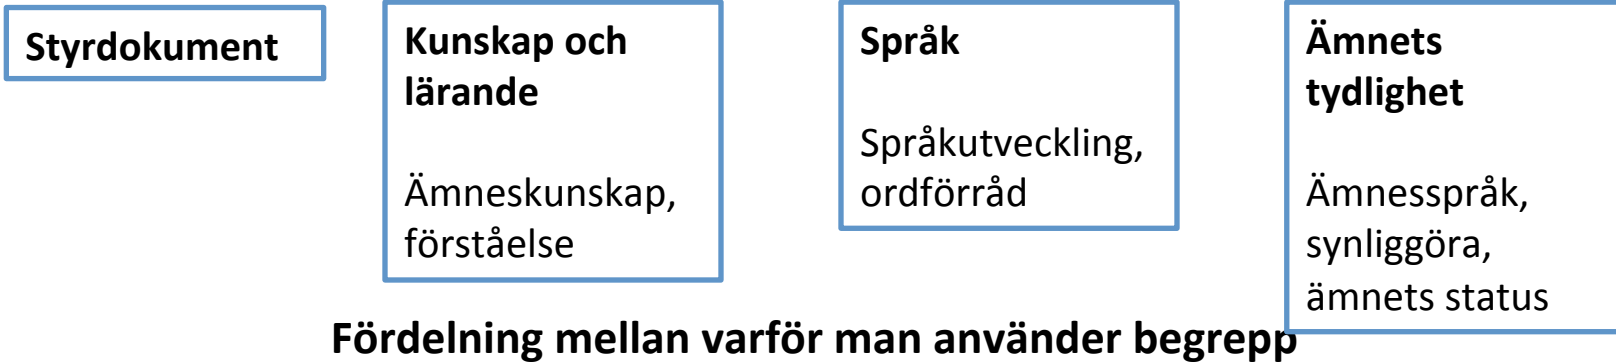 Styrdokument
Kunskap och
lärande
Ämneskunskap,
förståelse
Språk
Språkutveckling,
ordförråd
Ämnets
tydlighet
Ämnesspråk,
synliggöra,
ämnets status
Fördelning mellan varför man använder begrepp